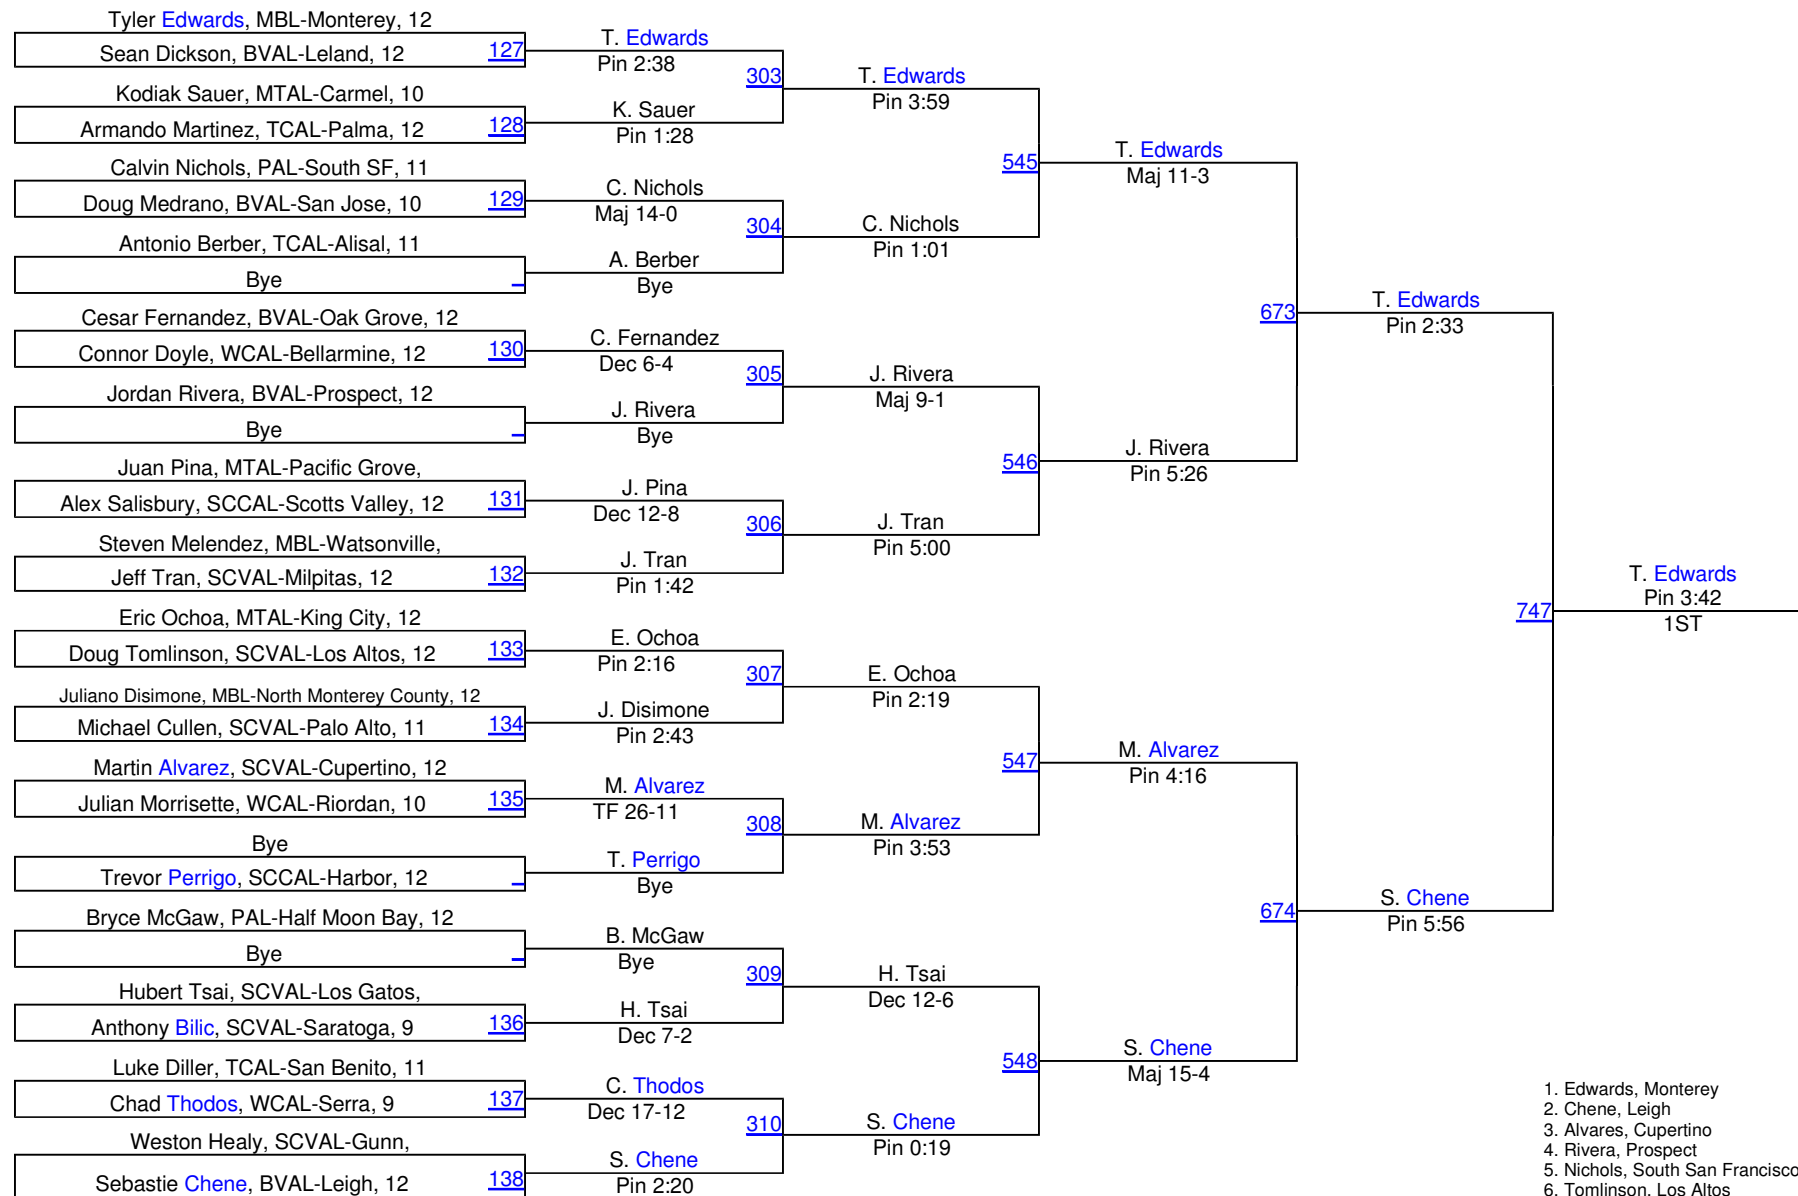 Tyler Edwards, MBL-Monterey, 12
Sean Dickson, BVAL-Leland, 12
127
Kodiak Sauer, MTAL-Carmel, 10
Armando Martinez, TCAL-Palma, 12
128
Calvin Nichols, PAL-South SF, 11
Doug Medrano, BVAL-San Jose, 10
129
Antonio Berber, TCAL-Alisal, 11
Bye
Cesar Fernandez, BVAL-Oak Grove, 12
Connor Doyle, WCAL-Bellarmine, 12
130
Jordan Rivera, BVAL-Prospect, 12
Bye
Juan Pina, MTAL-Pacific Grove,
Alex Salisbury, SCCAL-Scotts Valley, 12
131
Steven Melendez, MBL-Watsonville,
Jeff Tran, SCVAL-Milpitas, 12
132
Eric Ochoa, MTAL-King City, 12
Doug Tomlinson, SCVAL-Los Altos, 12
133
Juliano Disimone, MBL-North Monterey County, 12
Michael Cullen, SCVAL-Palo Alto, 11
134
Martin Alvarez, SCVAL-Cupertino, 12
Julian Morrisette, WCAL-Riordan, 10
135
Bye
Trevor Perrigo, SCCAL-Harbor, 12
Bryce McGaw, PAL-Half Moon Bay, 12
Bye
Hubert Tsai, SCVAL-Los Gatos,
Anthony Bilic, SCVAL-Saratoga, 9
136
Luke Diller, TCAL-San Benito, 11
Chad Thodos, WCAL-Serra, 9
137
Weston Healy, SCVAL-Gunn,
Sebastie Chene, BVAL-Leigh, 12
138
T. Edwards
Pin 2:38
303
K. Sauer
Pin 1:28
C. Nichols
Maj 14-0
304
A. Berber
Bye
C. Fernandez
Dec 6-4
305
J. Rivera
Bye
J. Pina
Dec 12-8
306
J. Tran
Pin 1:42
E. Ochoa
Pin 2:16
307
J. Disimone
Pin 2:43
M. Alvarez
TF 26-11
308
T. Perrigo
Bye
B. McGaw
Bye
309
H. Tsai
Dec 7-2
C. Thodos
Dec 17-12
310
S. Chene
Pin 2:20
T. Edwards
Pin 3:59
545
C. Nichols
Pin 1:01
J. Rivera
Maj 9-1
546
J. Tran
Pin 5:00
E. Ochoa
Pin 2:19
547
M. Alvarez
Pin 3:53
H. Tsai
Dec 12-6
548
S. Chene
Pin 0:19
T. Edwards
Maj 11-3
673
J. Rivera
Pin 5:26
M. Alvarez
Pin 4:16
674
S. Chene
Maj 15-4
T. Edwards
Pin 2:33
747
S. Chene
Pin 5:56
T. Edwards
Pin 3:42
1ST
1. Edwards, Monterey
2. Chene, Leigh
3. Alvares, Cupertino
4. Rivera, Prospect
5. Nichols, South San Francisco
6. Tomlinson, Los Altos